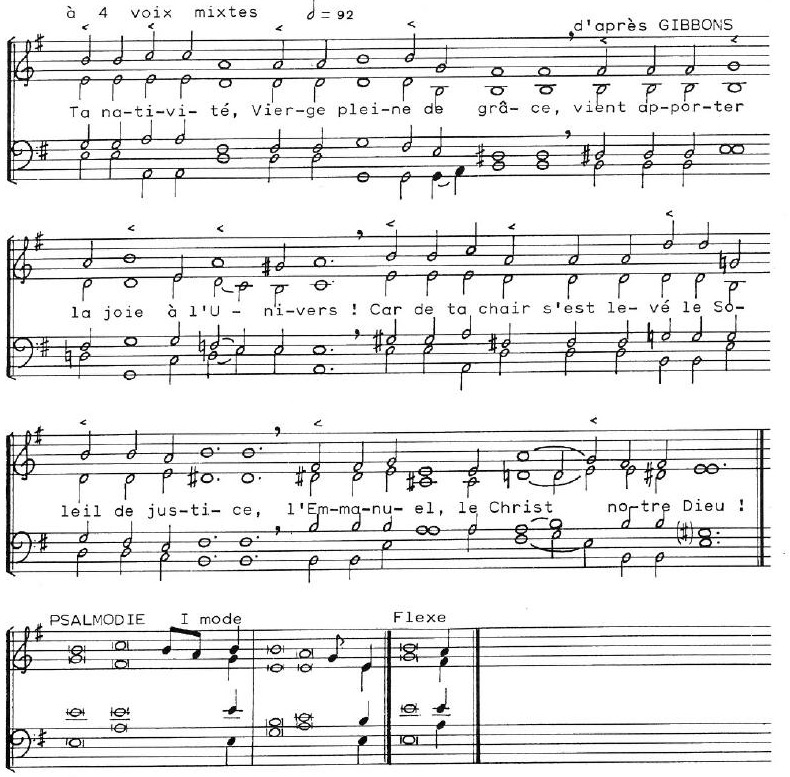 à 4 voix mixtes = 92
d'après GIBBONS
Ta na-ti-vi- té, Vier-ge plei-ne de grâ- ce, vient ap-por-ter
la joie à l'U - ni-vers ! Car de ta chair s'est le- vé le So-
leil de jus-ti- ce, l'Em-ma-nu- el, le Christ no-tre Dieu !
PSALMODIE I mode Flexe